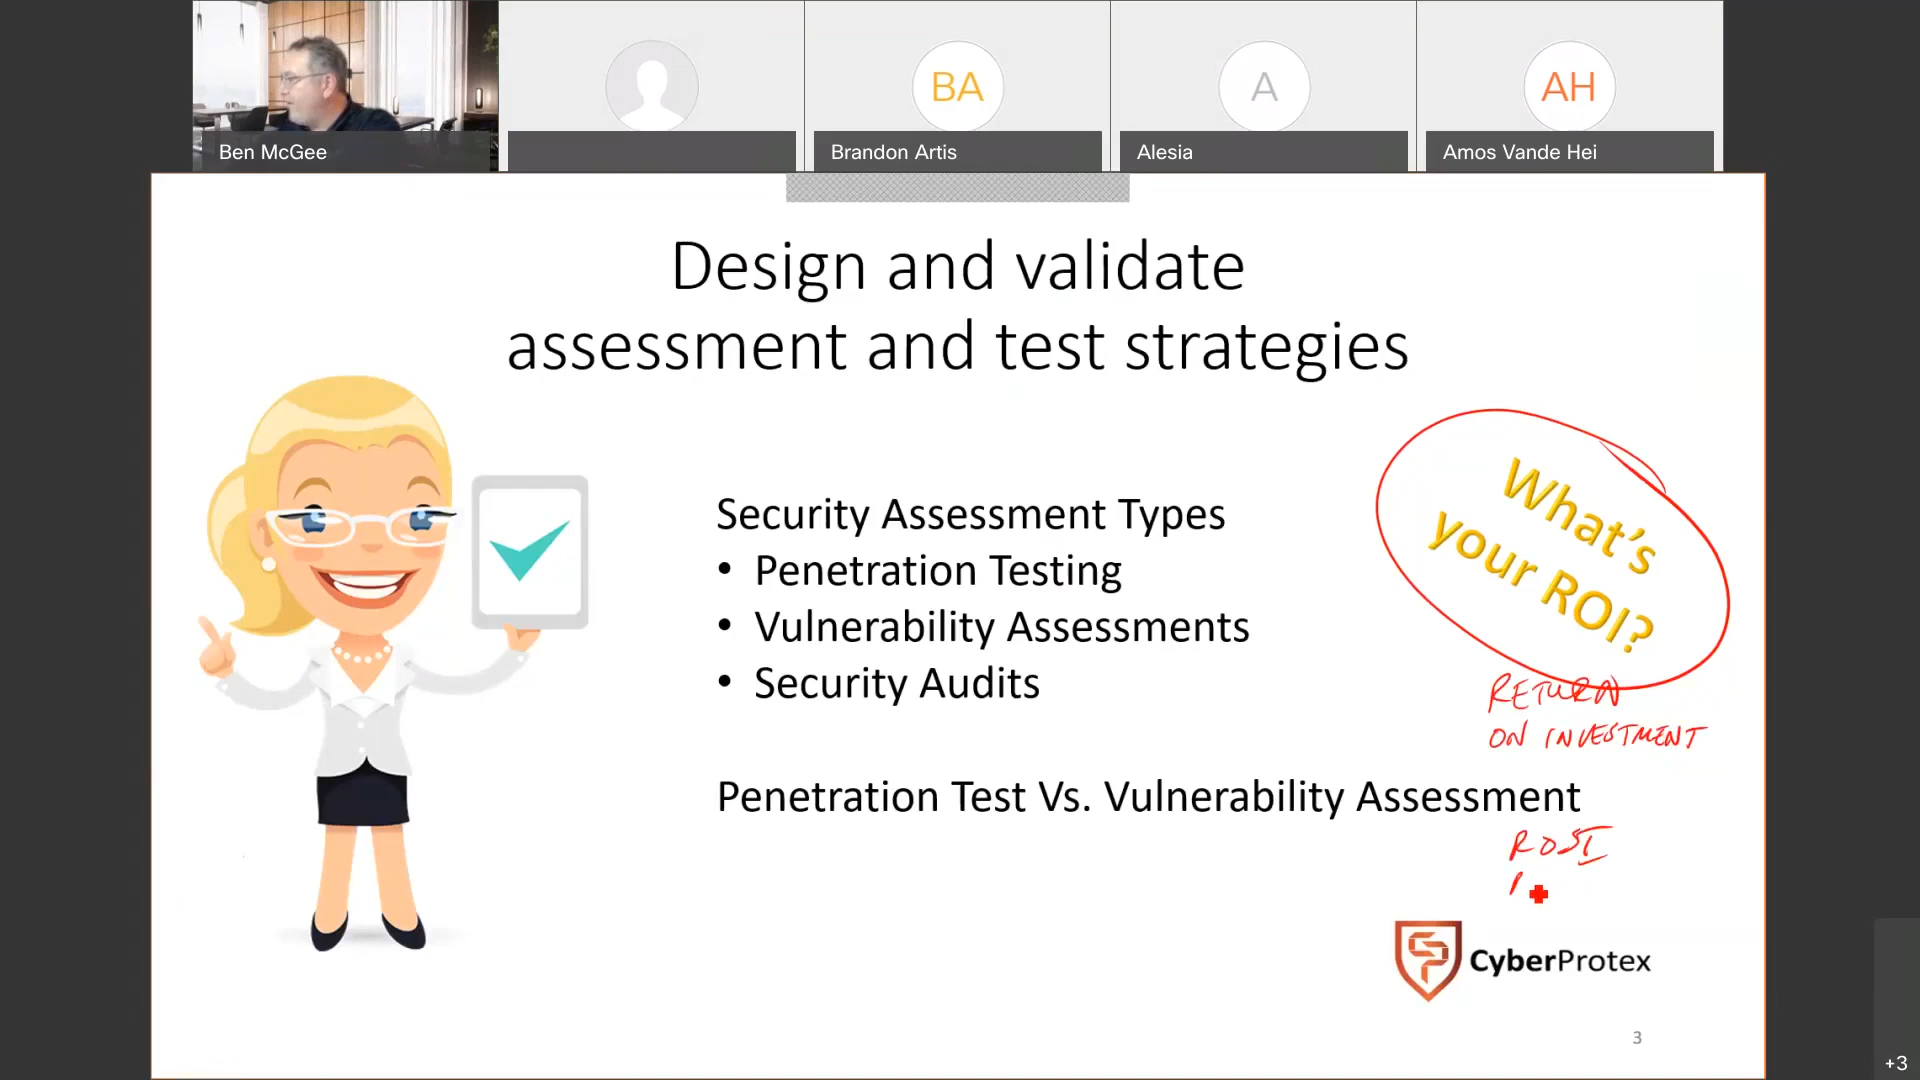 Ben McGee
BA
Brandon Artis
A
Alesia
AH
Amos Vande Hei
Design and validate
assessment and test strategies
What's
your ROI?
RETURN
ON INVESTMENT
Security Assessment Types
• Penetration Testing
• Vulnerability Assessments
• Security Audits
Penetration Test Vs. Vulnerability Assessment
ROSI
CyberProtex
3
+3